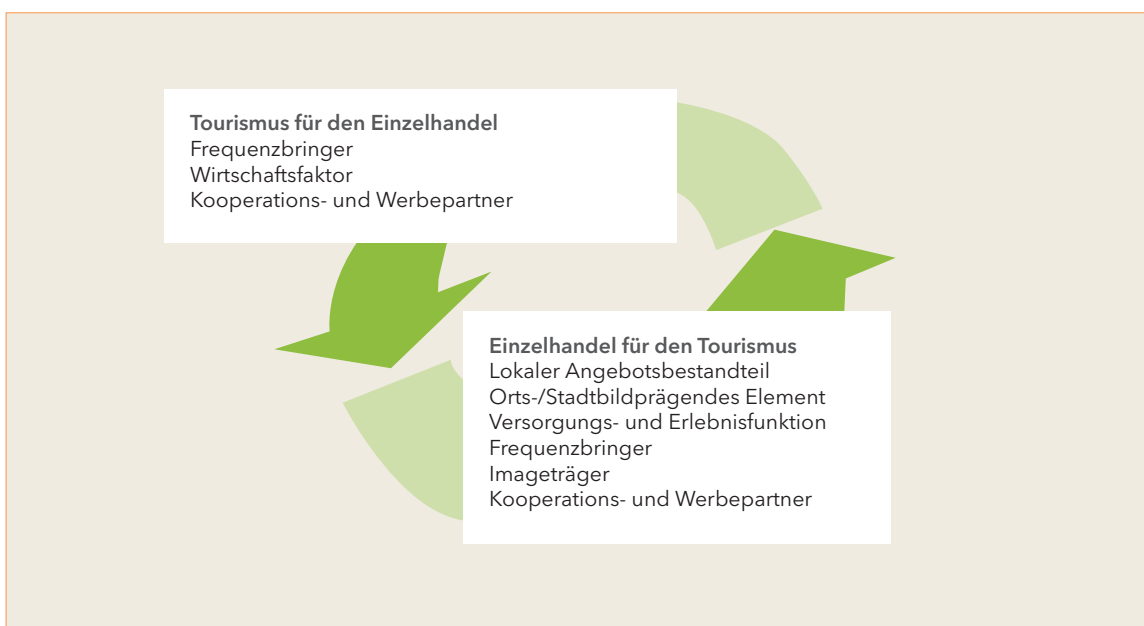 Tourismus für den Einzelhandel
Frequenzbringer
Wirtschaftsfaktor
Kooperations- und Werbepartner
Einzelhandel für den Tourismus
Lokaler Angebotsbestandteil
Orts-/Stadtbildprägendes Element
Versorgungs- und Erlebnisfunktion
Frequenzbringer
Imageträger
Kooperations- und Werbepartner